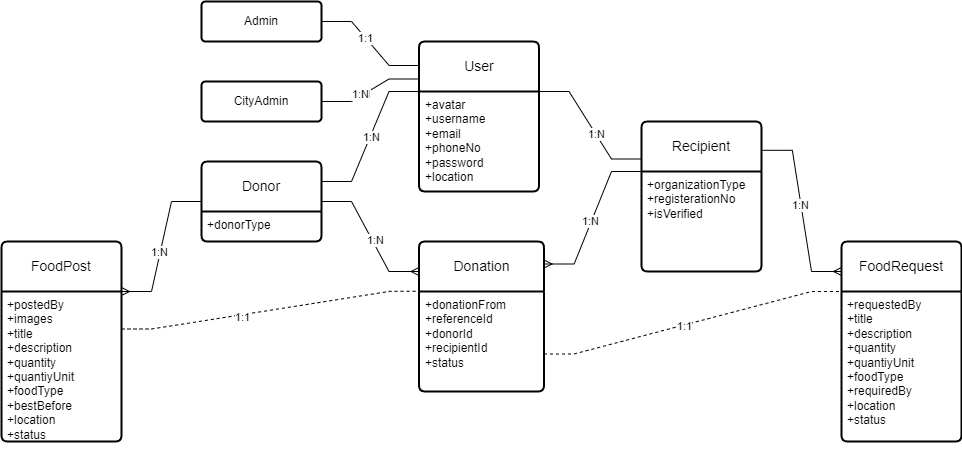 Admin
1:1
User
+avatar
+username
+email
+phoneNo
+password
+location
CityAdmin
1:N
1:N
Donor
+donorType
1:N
Recipient
+organizationType
+registerationNo
+isVerified
1:N
1:N
1:N
1:N
FoodPost
+postedBy
+images
+title
+description
+quantity
+quantiyUnit
+foodType
+bestBefore
+location
+status
1:1
Donation
+donationFrom
+referenceId
+donorId
+recipientId
+status
1:1
FoodRequest
+requestedBy
+title
+description
+quantity
+quantiyUnit
+foodType
+requiredBy
+location
+status
1:N